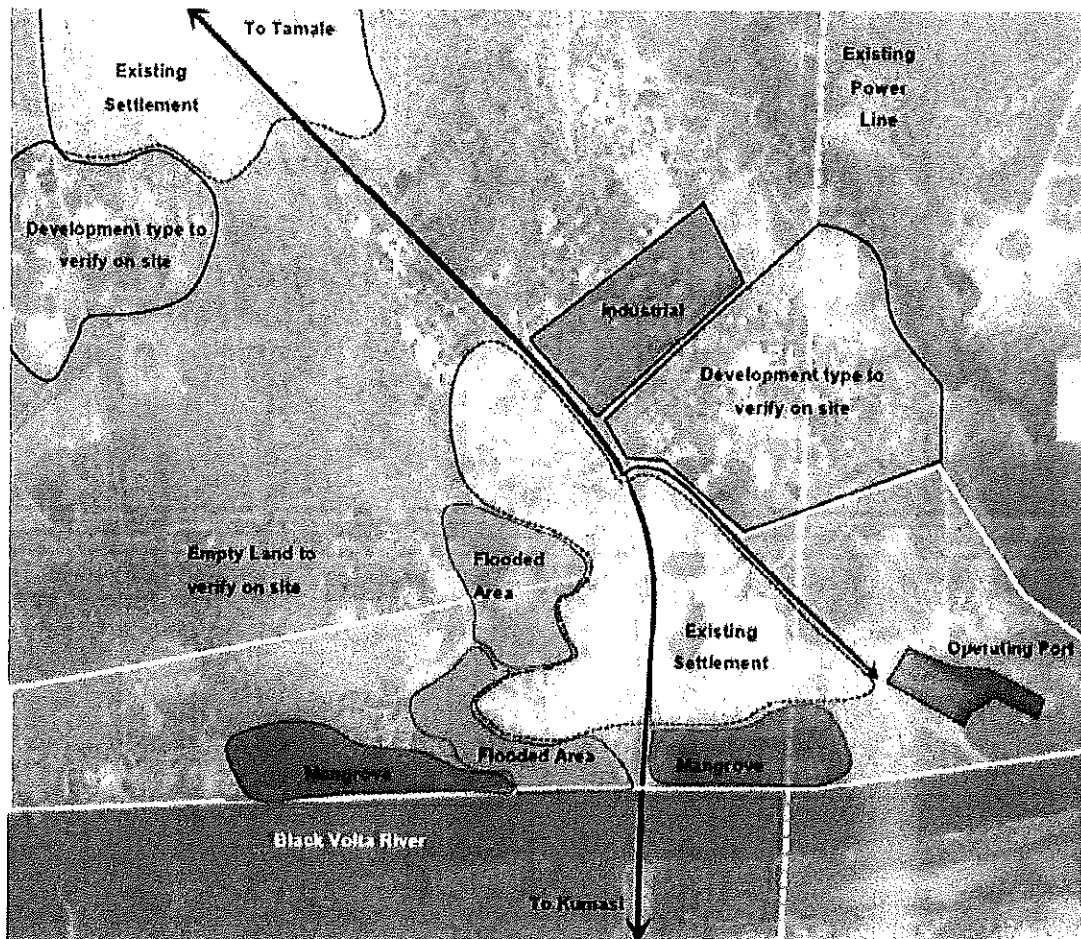 To Tamale
Existing
Settlement
Existing
Power
Line
Development type to
verify on site
Industrial
Development type to
verify on site
Empty Land to
verify on site
Flooded
Area
Existing
Settlement
Operating Port
Flooded Area
Mangrove
Mangrove
Black Volta River
To Kumasi